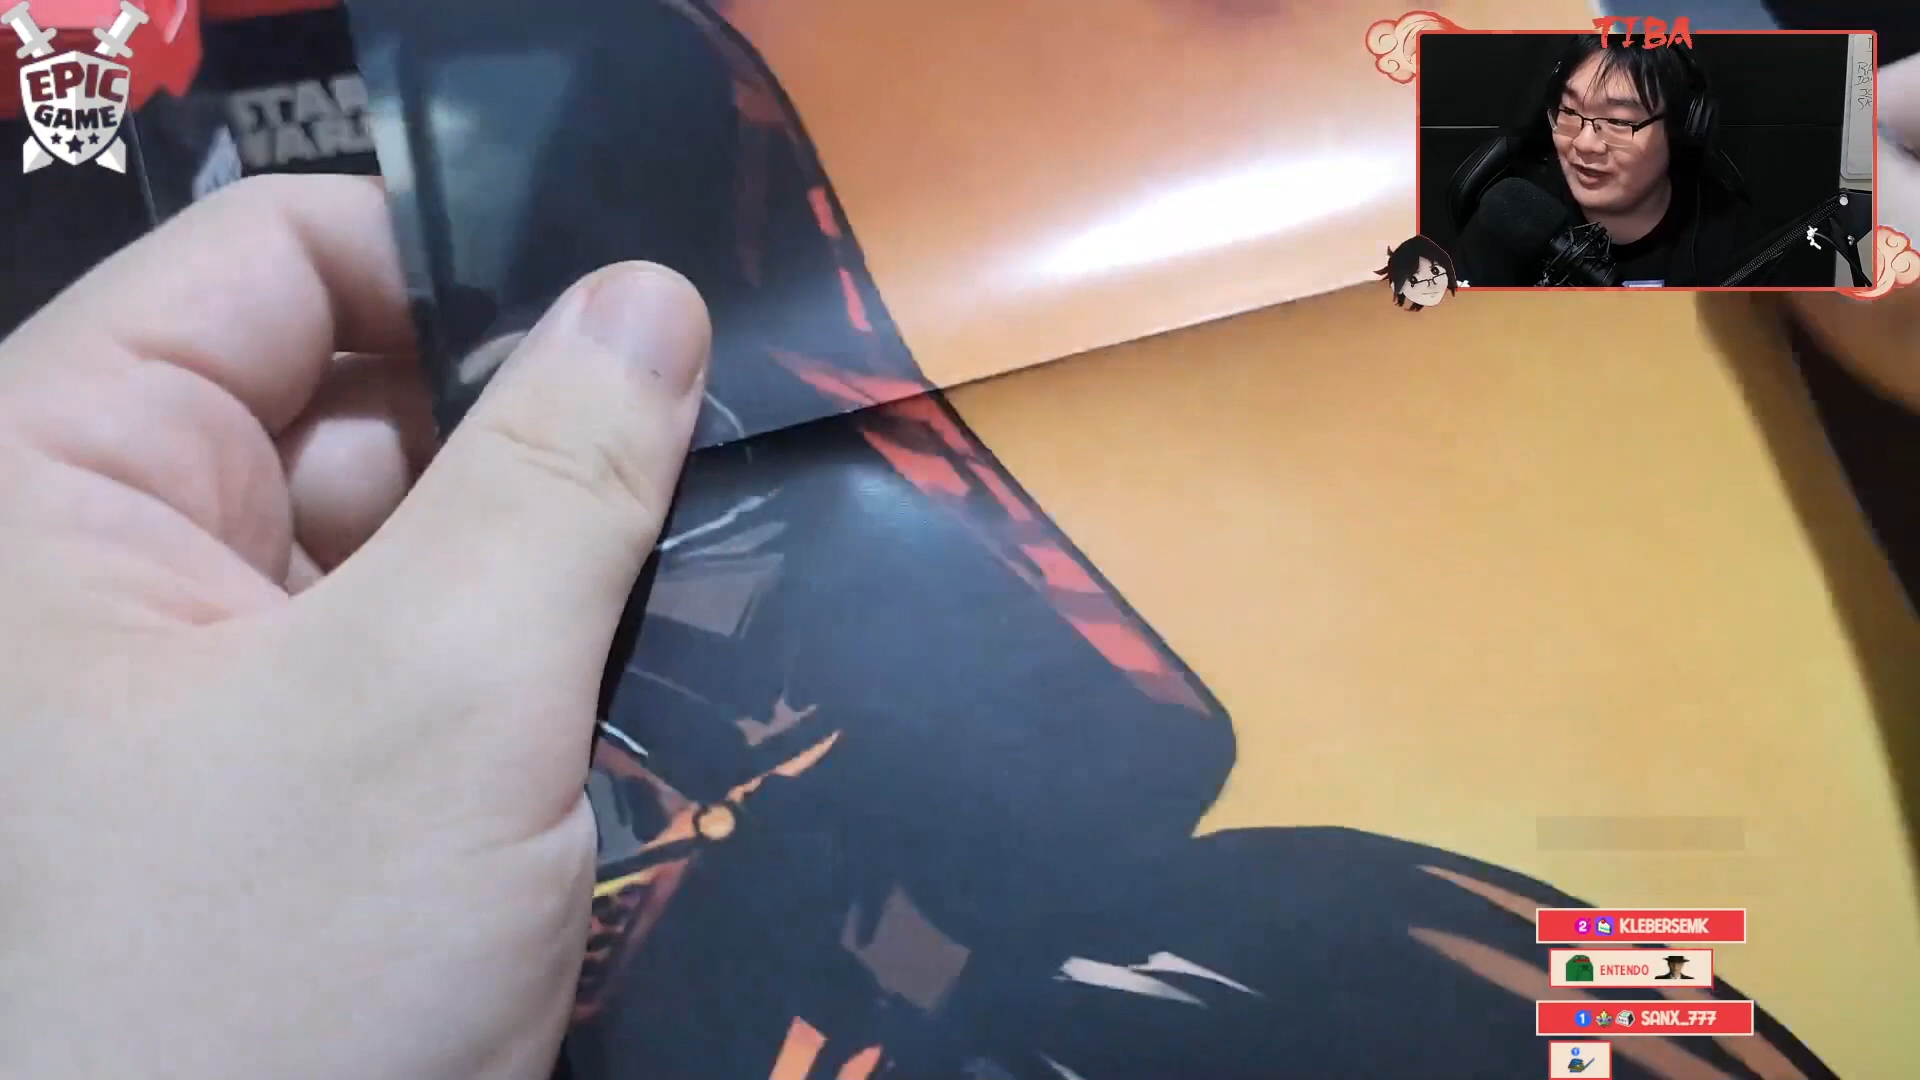 EPIC
GAME
STAR
WARS
TIBA
2 KLEBERSEMK
ENTENDO
1 SANX_777